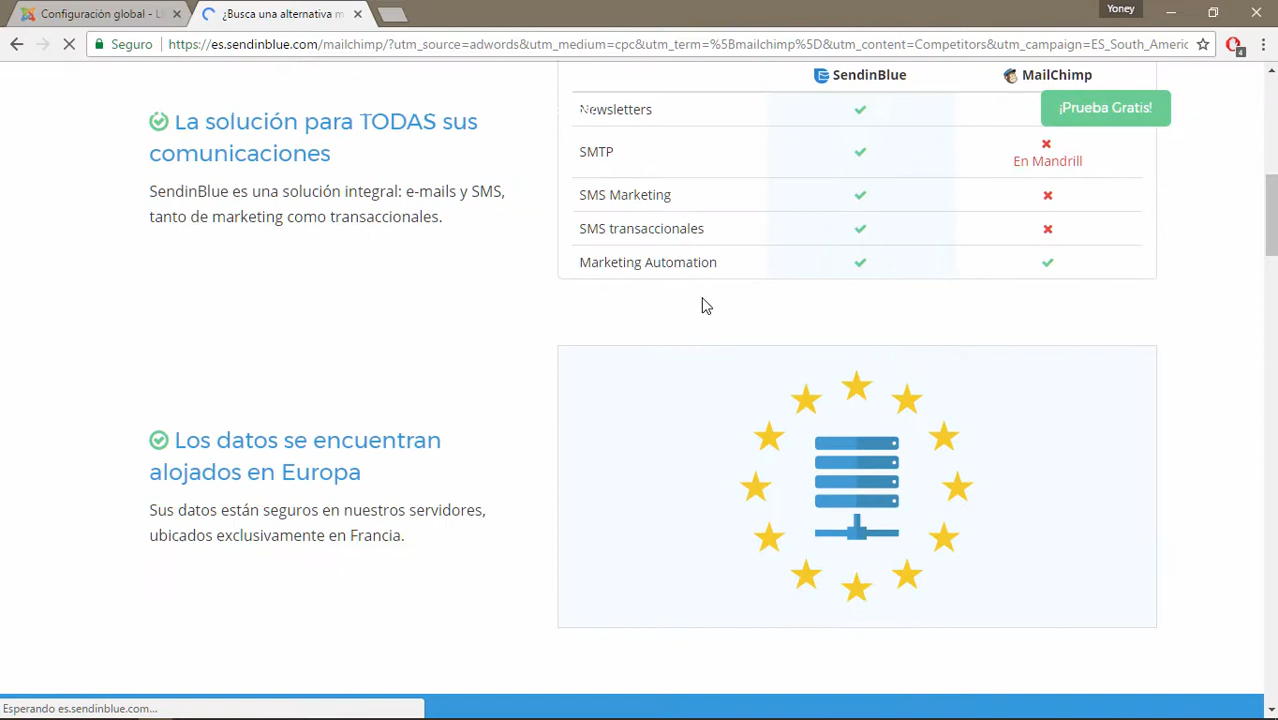 Configuración global - L
¿Busca una alternativa m
Yoney
Seguro
https://es.sendinblue.com/mailchimp/?utm_source=adwords&utm_medium=cpc&utm_term=%5Bmailchimp%5D&utm_content=Competitors&utm_campaign=ES_South_Americ
4
SendinBlue
MailChimp
Newsletters
¡Prueba Gratis!
SMTP
En Mandrill
SMS Marketing
SMS transaccionales
Marketing Automation
La solución para TODAS sus
comunicaciones
SendinBlue es una solución integral: e-mails y SMS,
tanto de marketing como transaccionales.
Los datos se encuentran
alojados en Europa
Sus datos están seguros en nuestros servidores,
ubicados exclusivamente en Francia.
Esperando es.sendinblue.com...